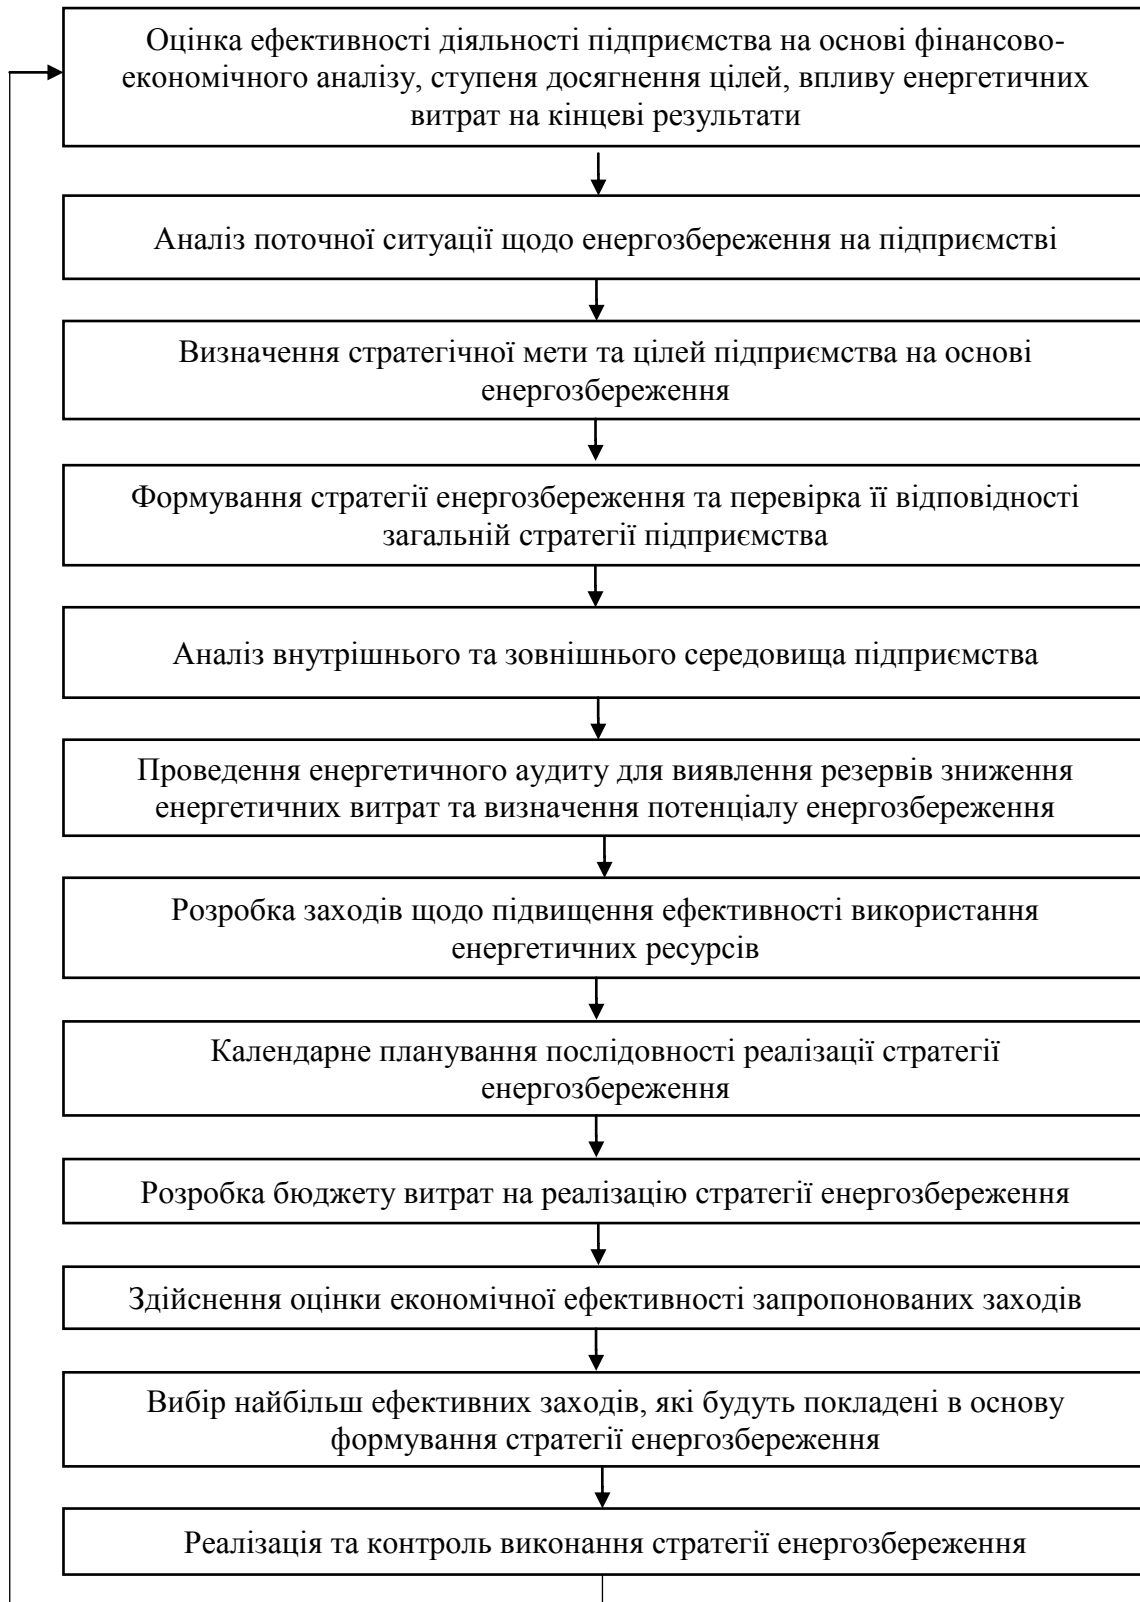 Оцінка ефективності діяльності підприємства на основі фінансово-
економічного аналізу, ступеня досягнення цілей, впливу енергетичних
витрат на кінцеві результати
Аналіз поточної ситуації щодо енергозбереження на підприємстві
Визначення стратегічної мети та цілей підприємства на основі
енергозбереження
Формування стратегії енергозбереження та перевірка її відповідності
загальній стратегії підприємства
Аналіз внутрішнього та зовнішнього середовища підприємства
Проведення енергетичного аудиту для виявлення резервів зниження
енергетичних витрат та визначення потенціалу енергозбереження
Розробка заходів щодо підвищення ефективності використання
енергетичних ресурсів
Календарне планування послідовності реалізації стратегії
енергозбереження
Розробка бюджету витрат на реалізацію стратегії енергозбереження
Здійснення оцінки економічної ефективності запропонованих заходів
Вибір найбільш ефективних заходів, які будуть покладені в основу
формування стратегії енергозбереження
Реалізація та контроль виконання стратегії енергозбереження